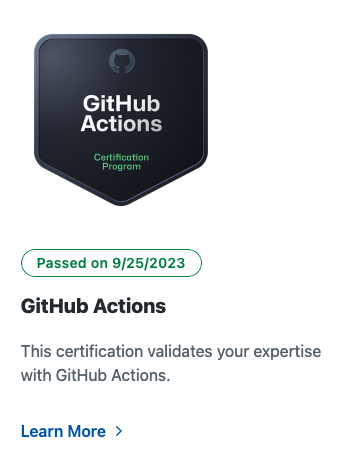 GitHub
Actions
Certification
Program
Passed on 9/25/2023
GitHub Actions
This certification validates your expertise
with GitHub Actions.
Learn More